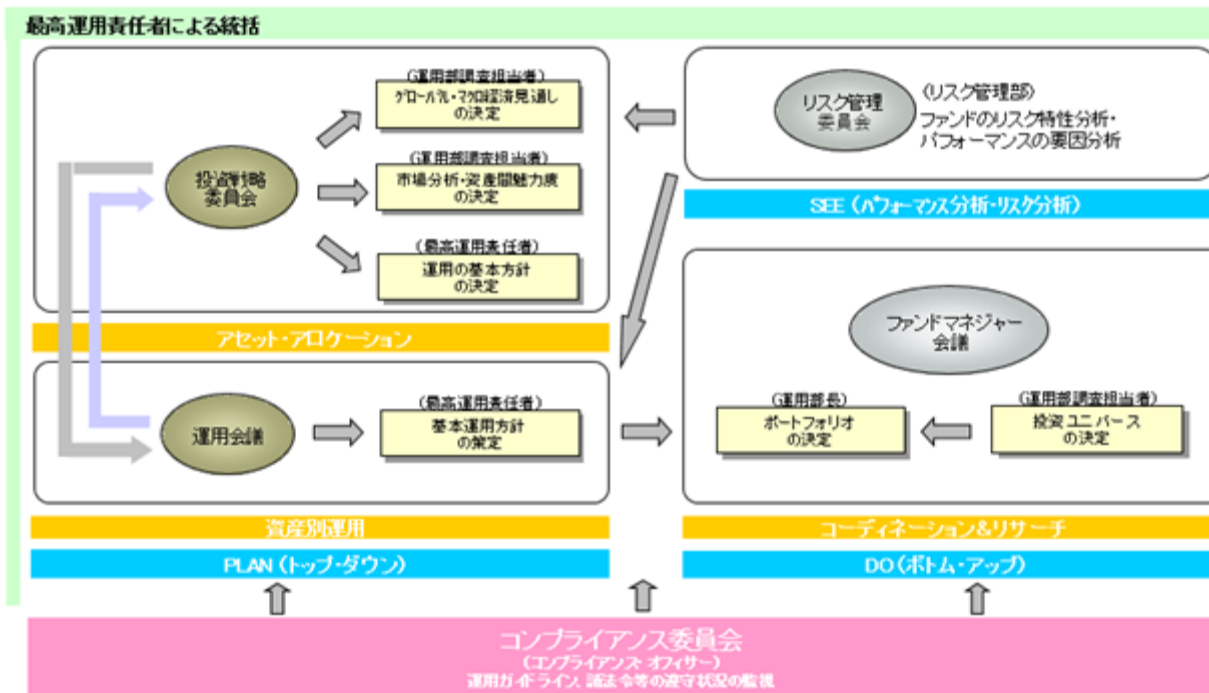 最高運用責任者による統括
(運用部調査担当者)
グローバル・マクロ経済見通し
の決定
投資戦略
委員会
(運用部調査担当者)
市場分析・資産間魅力度
の決定
(最高運用責任者)
運用の基本方針
の決定
アセット・アロケーション
リスク管理
委員会
(リスク管理部)
ファンドのリスク特性分析・
パフォーマンスの要因分析
SEE (パフォーマンス分析・リスク分析)
運用会議
(最高運用責任者)
基本運用方針
の策定
資産別運用
PLAN (トップ・ダウン)
ファンドマネジャー
会議
(運用部長)
ポートフォリオ
の決定
(運用部調査担当者)
投資ユニバース
の決定
コーディネーション&リサーチ
DO (ボトム・アップ)
コンプライアンス委員会
(コンプライアンス・オフィサー)
運用ガイドライン、諸法令等の遵守状況の監視